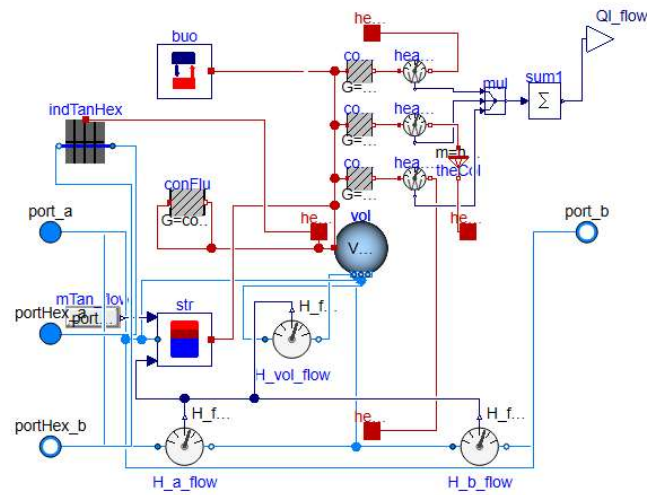 he...
QI_flow
buo
co...
hea...
G=...
mul
sum1
Σ
indTanHex
co...
hea...
G=...
m=h...
theCol
co...
hea...
G=...
conFlu
G=co...
he...
vol
V...
he...
port_a
port_b
mTan_flow
port...
str
H_f...
portHex_a
H_vol_flow
he...
portHex_b
H_f...
H_f...
H_a_flow
H_b_flow